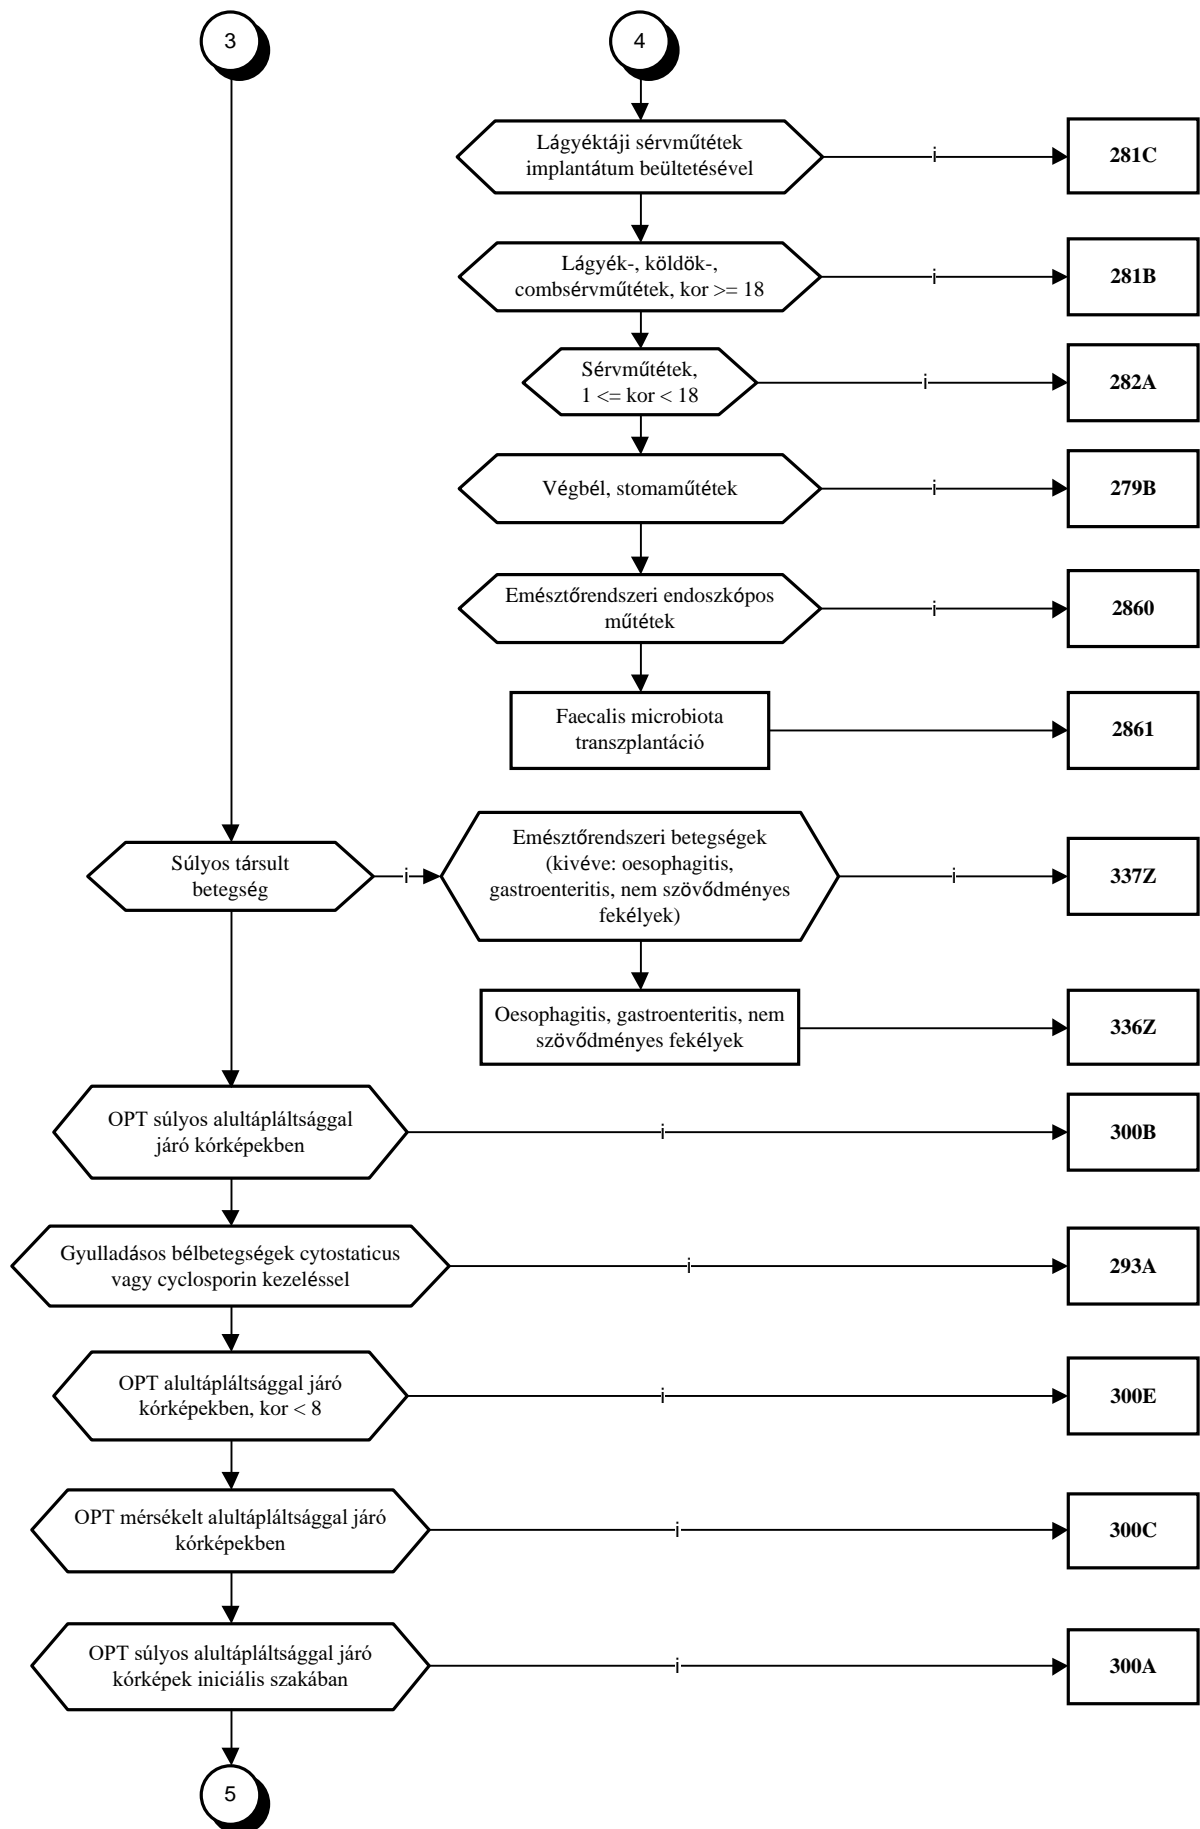 3
4
Lágyéktáji sérvműtétek
implantátum beültetésével
i
281C
Lágyék-, köldök-,
combsérvműtétek, kor >= 18
i
281B
Sérvműtétek,
1 <= kor < 18
i
282A
Végbél, stomaműtétek
i
279B
Emésztőrendszeri endoszkópos
műtétek
i
2860
Faecalis microbiota
transzplantáció
2861
Súlyos társult
betegség
i
Emésztőrendszeri betegségek
(kivéve: oesophagitis,
gastroenteritis, nem szövődményes
fekélyek)
i
337Z
Oesophagitis, gastroenteritis, nem
szövődményes fekélyek
336Z
OPT súlyos alultápláltsággal
járó kórképekben
i
300B
Gyulladásos bélbetegségek cytostaticus
vagy cyclosporin kezeléssel
i
293A
OPT alultápláltsággal járó
kórképekben, kor < 8
i
300E
OPT mérsékelt alultápláltsággal járó
kórképekben
i
300C
OPT súlyos alultápláltsággal járó
kórképek iniciális szakában
i
300A
5